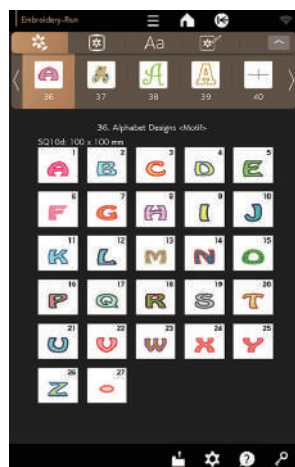 Embroidery-Run
Aa
A A A
36 37 38 39 40
36. Alphabet Designs <Motif>
SQ10d: 100 x 100 mm
1 2 3 4 5
A B C D E
6 7 8 9 10
F G H I J
11 12 13 14 15
K L M N O
16 17 18 19 20
P Q R S T
21 22 23 24 25
U V W X Y
26 27
Z
?